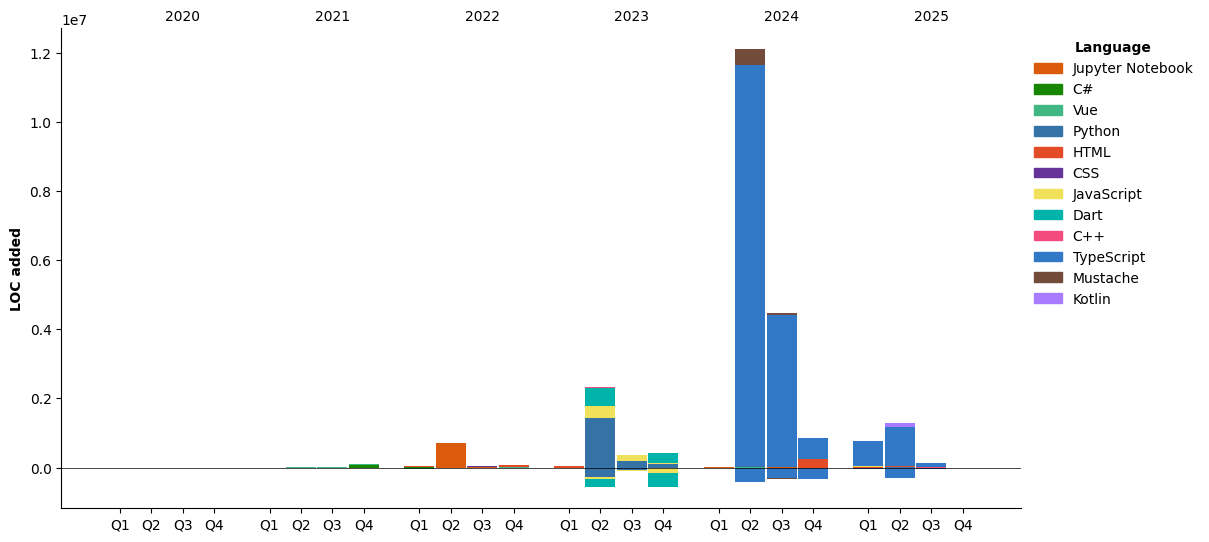 1e7
2020 2021 2022 2023 2024 2025
LOC added
1.2
1.0
0.8
0.6
0.4
0.2
0.0
Q1 Q2 Q3 Q4 Q1 Q2 Q3 Q4 Q1 Q2 Q3 Q4 Q1 Q2 Q3 Q4 Q1 Q2 Q3 Q4 Q1 Q2 Q3 Q4
Language
Jupyter Notebook
C#
Vue
Python
HTML
CSS
JavaScript
Dart
C++
TypeScript
Mustache
Kotlin